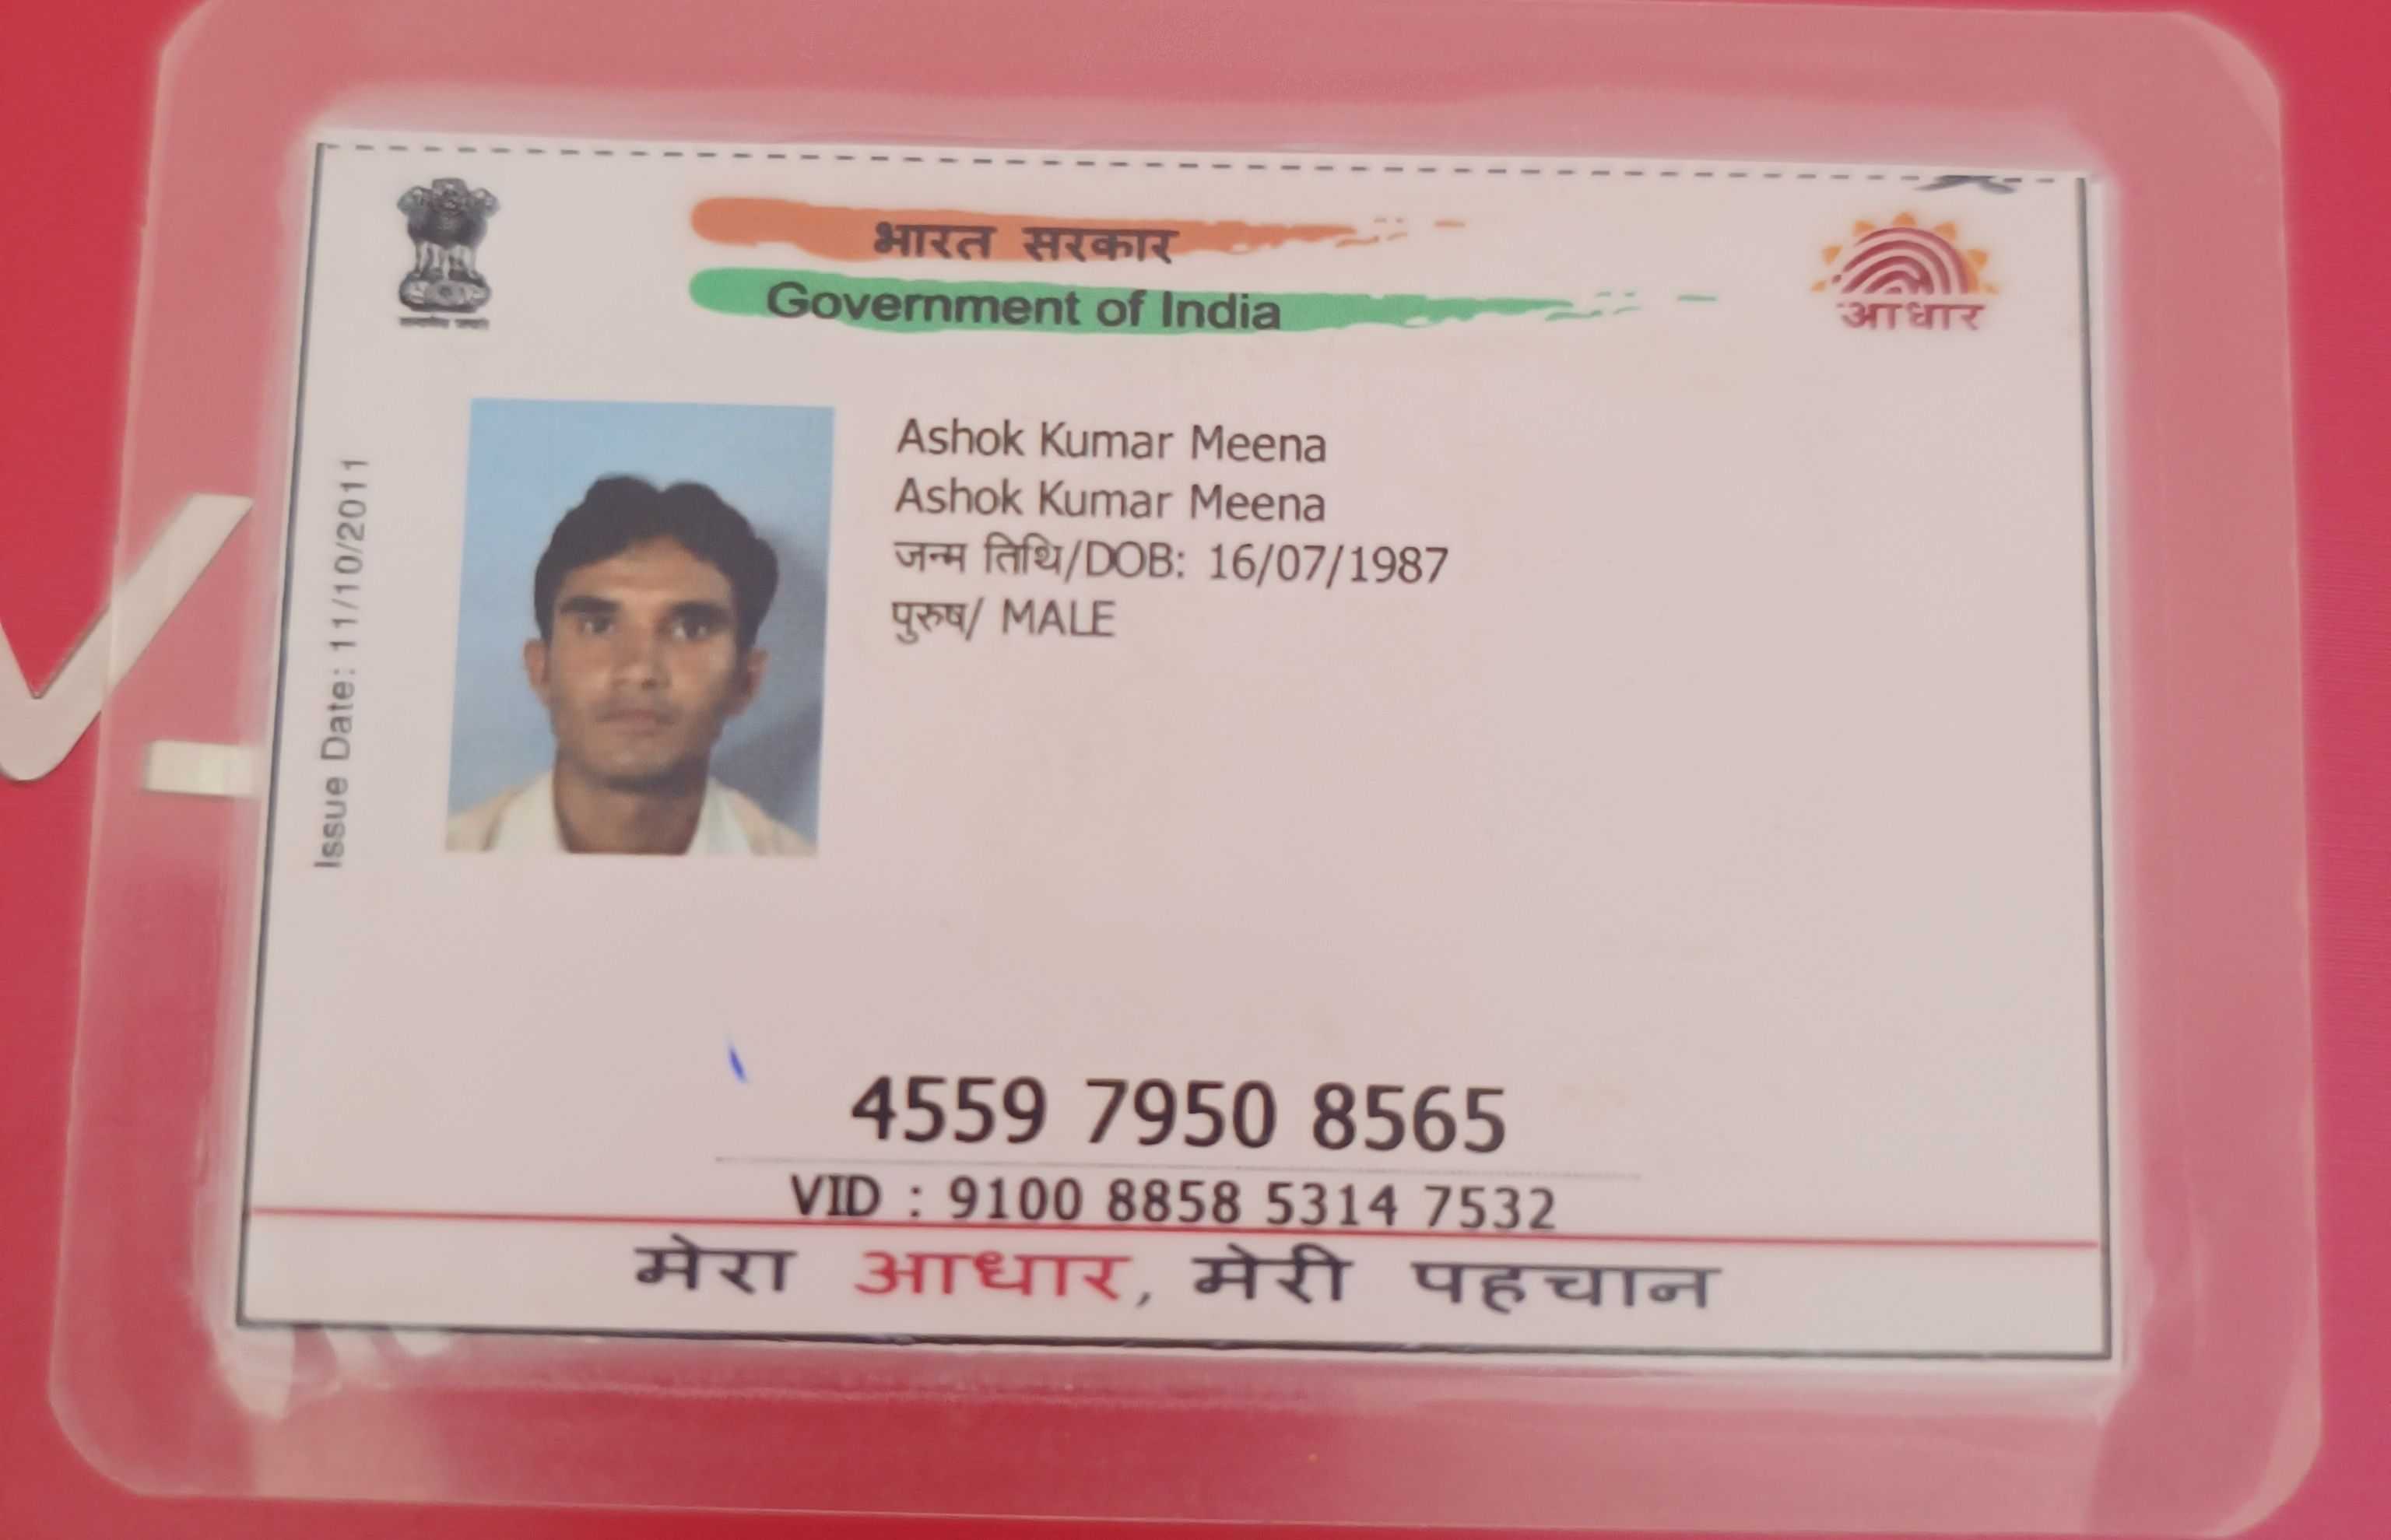 भारत सरकार
Government of India
आधार
Issue Date: 11/10/2011
Ashok Kumar Meena
Ashok Kumar Meena
जन्म तिथि/DOB: 16/07/1987
पुरुष/ MALE
4559 7950 8565
VID : 9100 8858 5314 7532
मेरा आधार, मेरी पहचान